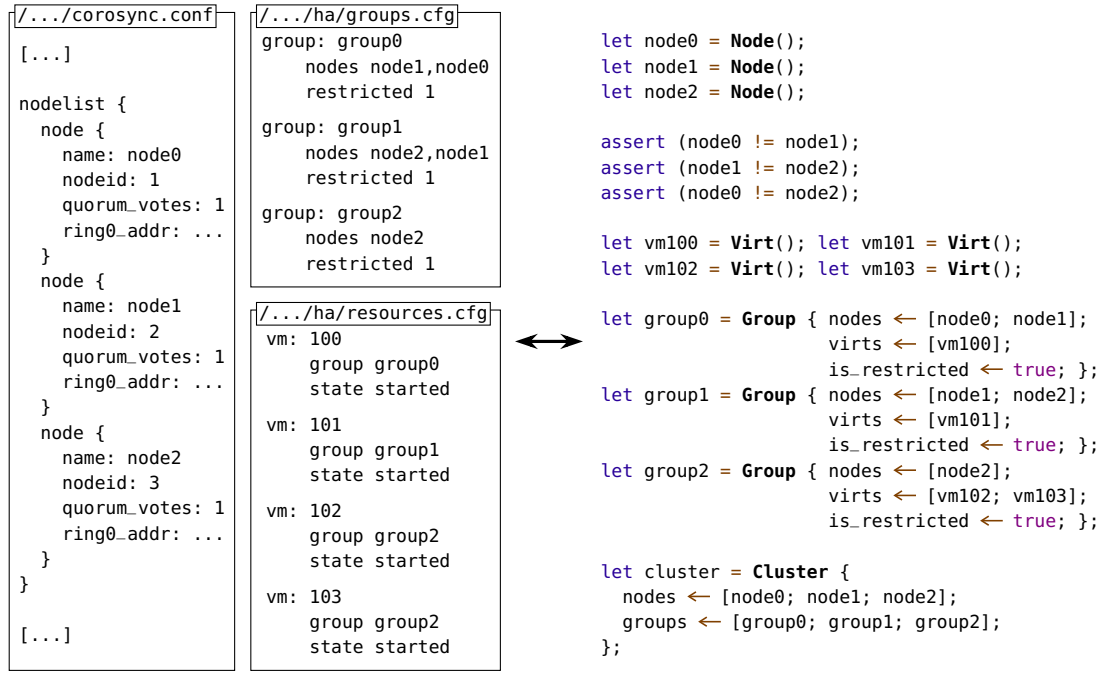 /.../corosync.conf
[...]
nodelist {
  node {
    name: node0
    nodeid: 1
    quorum_votes: 1
    ring0_addr: ...
  }
  node {
    name: node1
    nodeid: 2
    quorum_votes: 1
    ring0_addr: ...
  }
  node {
    name: node2
    nodeid: 3
    quorum_votes: 1
    ring0_addr: ...
  }
}
[...]
/.../ha/groups.cfg
group: group0
    nodes node1,node0
    restricted 1
group: group1
    nodes node2,node1
    restricted 1
group: group2
    nodes node2
    restricted 1
/.../ha/resources.cfg
vm: 100
    group group0
    state started
vm: 101
    group group1
    state started
vm: 102
    group group2
    state started
vm: 103
    group group2
    state started
let node0 = Node();
let node1 = Node();
let node2 = Node();
assert (node0 != node1);
assert (node1 != node2);
assert (node0 != node2);
let vm100 = Virt(); let vm101 = Virt();
let vm102 = Virt(); let vm103 = Virt();
let group0 = Group { nodes ← [node0; node1];
                     virts ← [vm100];
                     is_restricted ← true; };
let group1 = Group { nodes ← [node1; node2];
                     virts ← [vm101];
                     is_restricted ← true; };
let group2 = Group { nodes ← [node2];
                     virts ← [vm102; vm103];
                     is_restricted ← true; };
let cluster = Cluster {
  nodes ← [node0; node1; node2];
  groups ← [group0; group1; group2];
};